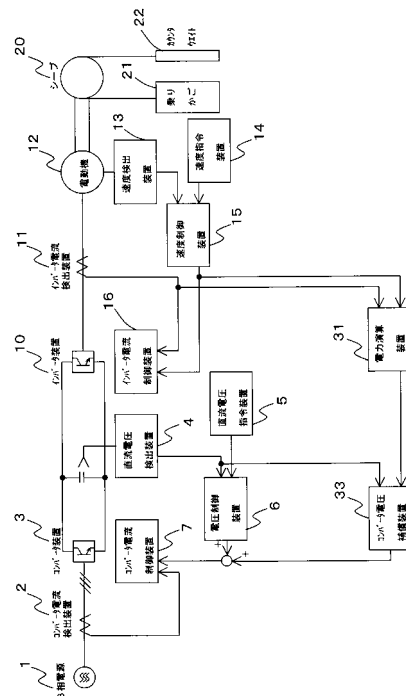 1
3相電源
2
コンバータ電流
検出装置
3
コンバータ装置
10
インバータ装置
11
インバータ電流
検出装置
12
電動機
20
シーブ
22
カウンタ
ウエイト
21
乗り
かご
13
速度検出
装置
14
速度指令
装置
15
速度制御
装置
16
インバータ電流
制御装置
4
直流電圧
検出装置
5
直流電圧
指令装置
7
コンバータ電流
制御装置
6
電圧制御
装置
+
+
31
電力演算
装置
33
コンバータ電圧
補償装置